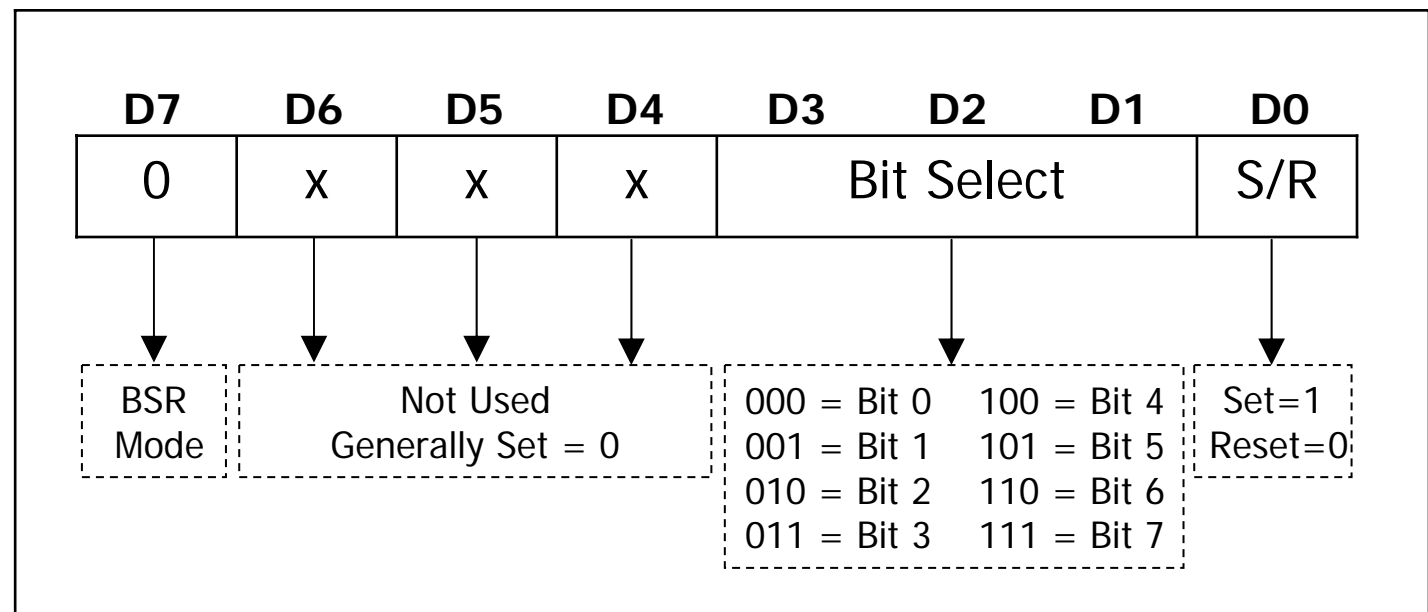 D7 D6 D5 D4 D3 D2 D1 D0
0 x x x Bit Select S/R
BSR
Mode
Not Used
Generally Set = 0
000 = Bit 0 100 = Bit 4
001 = Bit 1 101 = Bit 5
010 = Bit 2 110 = Bit 6
011 = Bit 3 111 = Bit 7
Set=1
Reset=0